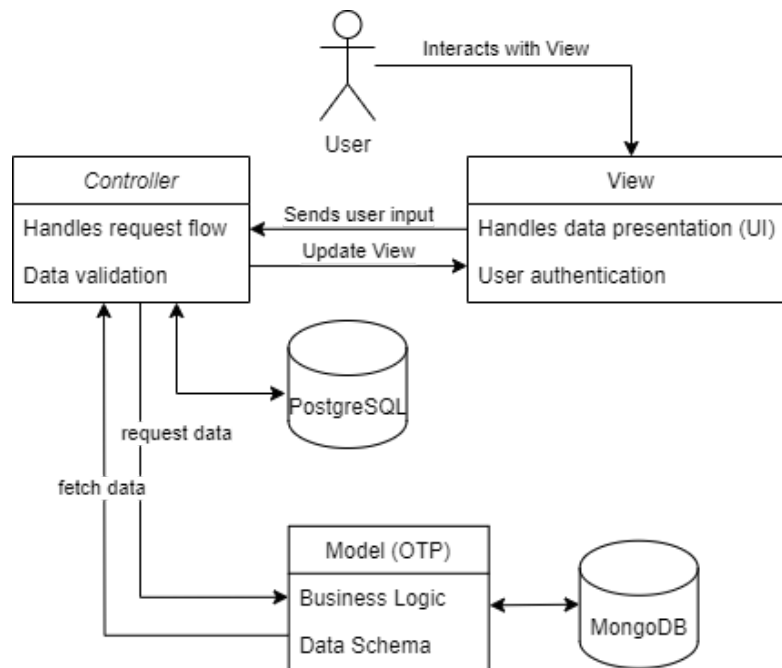 Interacts with View
User
Controller
Handles request flow
Data validation
Sends user input
Update View
View
Handles data presentation (UI)
User authentication
PostgreSQL
request data
fetch data
Model (OTP)
Business Logic
Data Schema
MongoDB